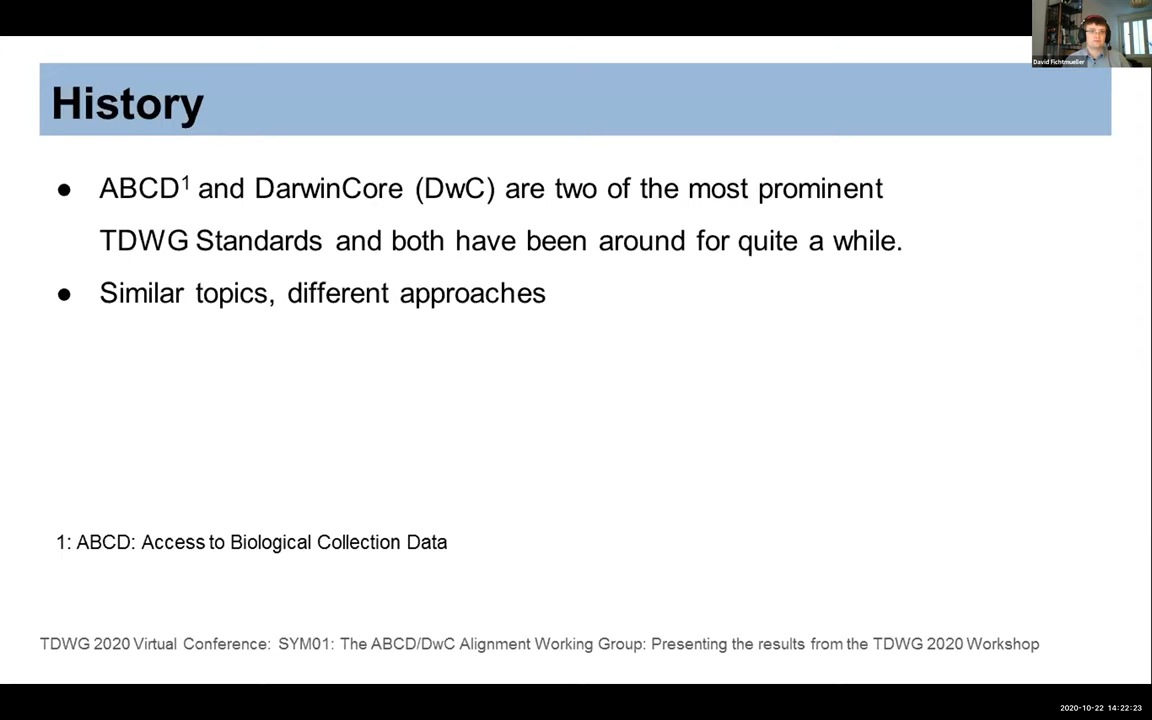 David Fichtmueller
History
● ABCD¹ and DarwinCore (DwC) are two of the most prominent
TDWG Standards and both have been around for quite a while.
● Similar topics, different approaches
1: ABCD: Access to Biological Collection Data
TDWG 2020 Virtual Conference: SYM01: The ABCD/DwC Alignment Working Group: Presenting the results from the TDWG 2020 Workshop
2020-10-22 14:22:23